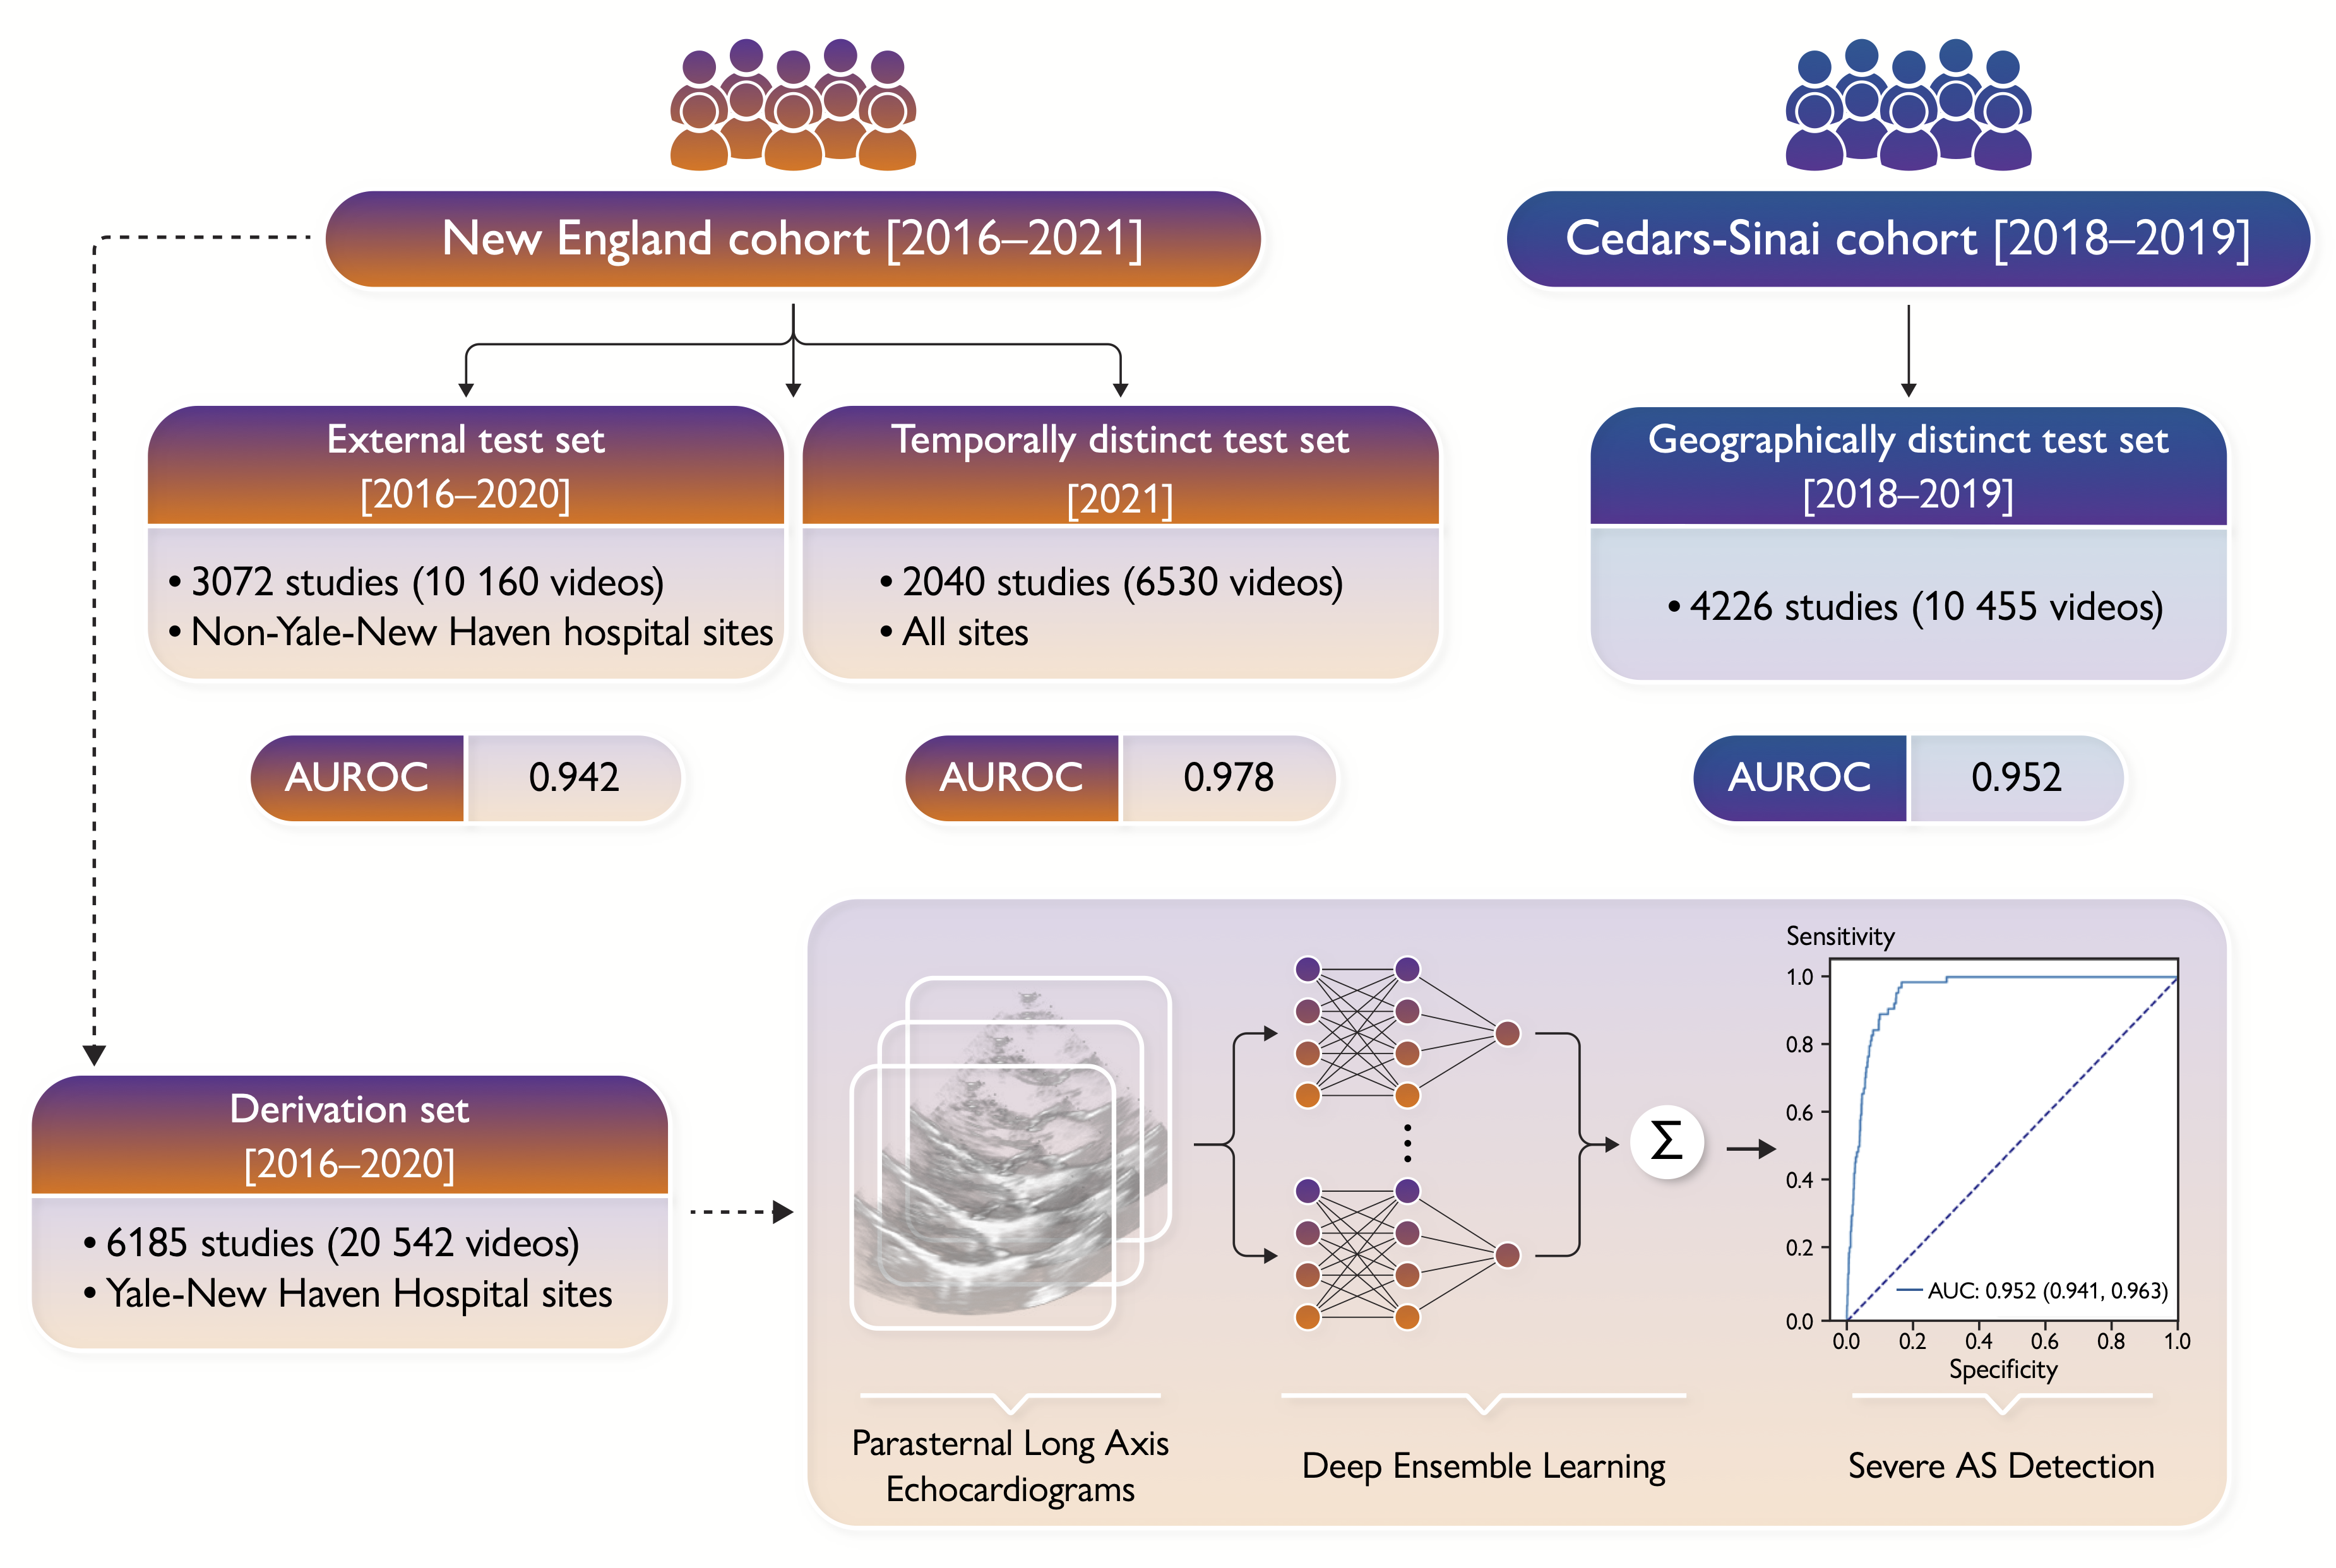 New England cohort [2016–2021]
Cedars-Sinai cohort [2018–2019]
External test set
[2016–2020]
• 3072 studies (10 160 videos)
• Non-Yale-New Haven hospital sites
Temporally distinct test set
[2021]
• 2040 studies (6530 videos)
• All sites
Geographically distinct test set
[2018–2019]
• 4226 studies (10 455 videos)
AUROC 0.942
AUROC 0.978
AUROC 0.952
Derivation set
[2016–2020]
• 6185 studies (20 542 videos)
• Yale-New Haven Hospital sites
Σ
Sensitivity
1.0
0.8
0.6
0.4
0.2
0.0
AUC: 0.952 (0.941, 0.963)
0.0 0.2 0.4 0.6 0.8 1.0
Specificity
Parasternal Long Axis
Echocardiograms
Deep Ensemble Learning
Severe AS Detection